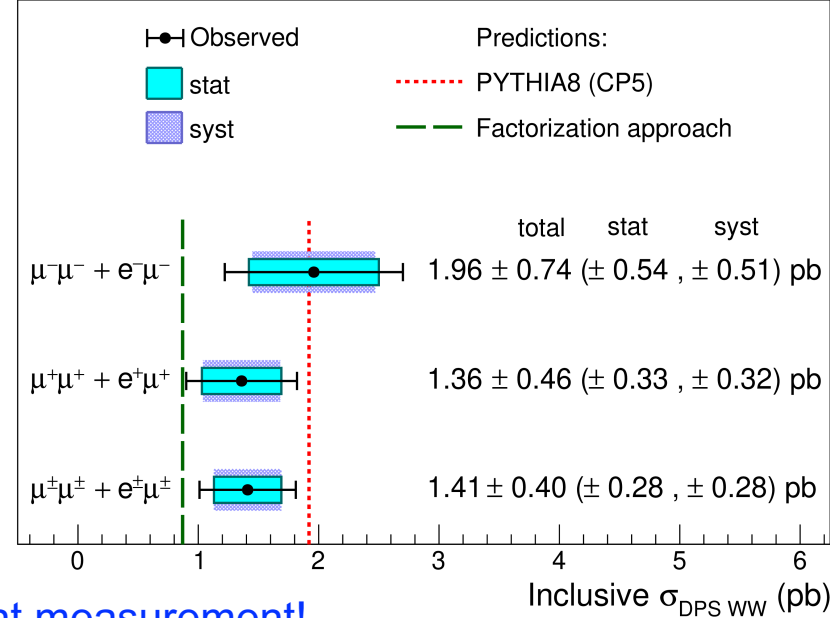 Observed
stat
syst
Predictions:
PYTHIA8 (CP5)
Factorization approach
total stat syst
μ⁻μ⁻ + e⁻μ⁻ 1.96 ± 0.74 (± 0.54 , ± 0.51) pb
μ⁺μ⁺ + e⁺μ⁺ 1.36 ± 0.46 (± 0.33 , ± 0.32) pb
μ±μ± + e±μ± 1.41 ± 0.40 (± 0.28 , ± 0.28) pb
0 1 2 3 4 5 6
Inclusive σDPS WW (pb)
measurement!